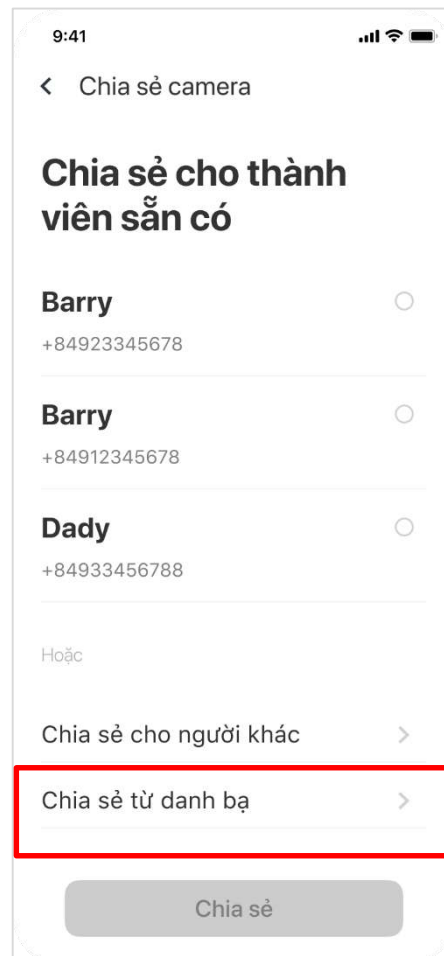 9:41
Chia sẻ camera
Chia sẻ cho thành
viên sẵn có
Barry
+84923345678
Barry
+84912345678
Dady
+84933456788
Hoặc
Chia sẻ cho người khác
Chia sẻ từ danh bạ
Chia sẻ